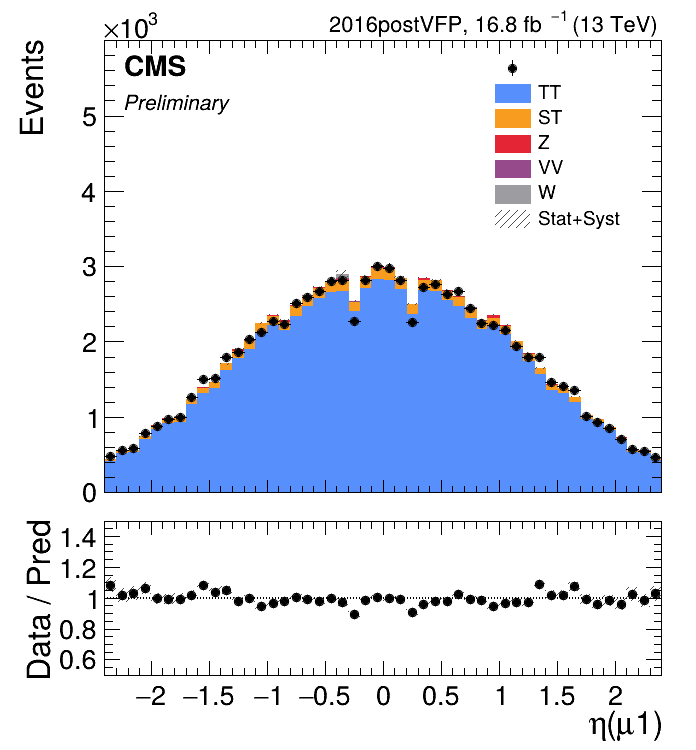 ×10³
2016postVFP, 16.8 fb ⁻¹ (13 TeV)
CMS
Preliminary
Events
TT
ST
Z
VV
W
Stat+Syst
5
4
3
2
1
0
Data / Pred
1.4
1.2
1
0.8
0.6
−2 −1.5 −1 −0.5 0 0.5 1 1.5 2
η(μ1)